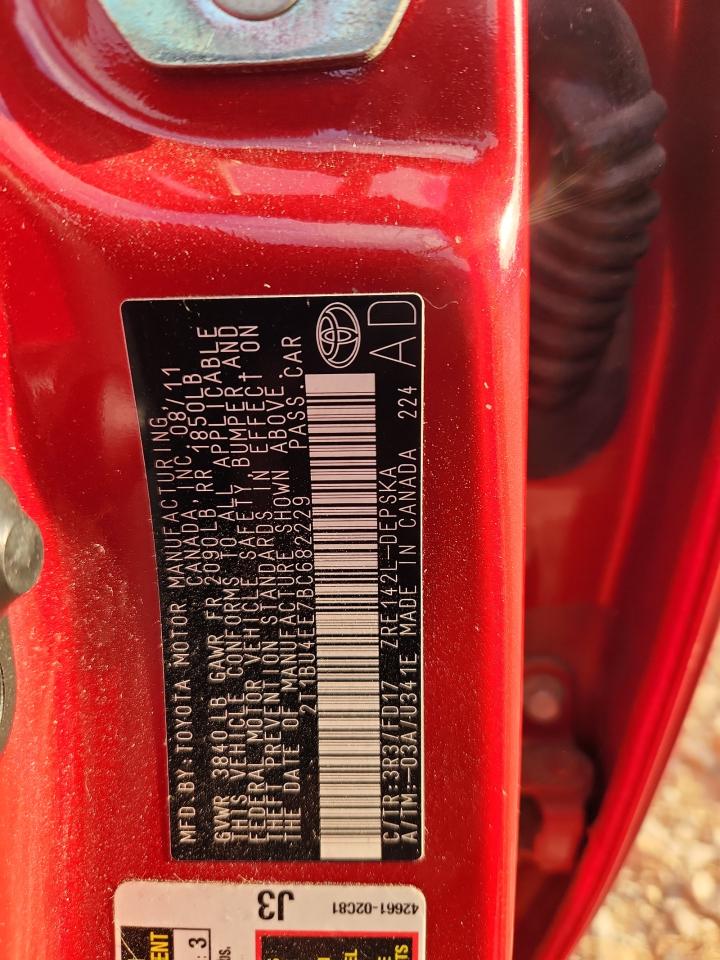 MFD BY: TOYOTA MOTOR MANUFACTURING,
CANADA INC. 08/11
GVWR 3840 LB GAWR FR 2090LB RR 1850LB
THIS VEHICLE CONFORMS TO ALL APPLICABLE
FEDERAL MOTOR VEHICLE SAFETY, BUMPER AND
THEFT PREVENTION STANDARDS IN EFFECT ON
THE DATE OF MANUFACTURE SHOWN ABOVE.
2T1BU4EE7BC682229 PASS.CAR
C/TR:3R3/FB17 ZRE142L-DEPSKA
A/TM:-03A/U341E MADE IN CANADA 224
AD
J3
42661-02C81